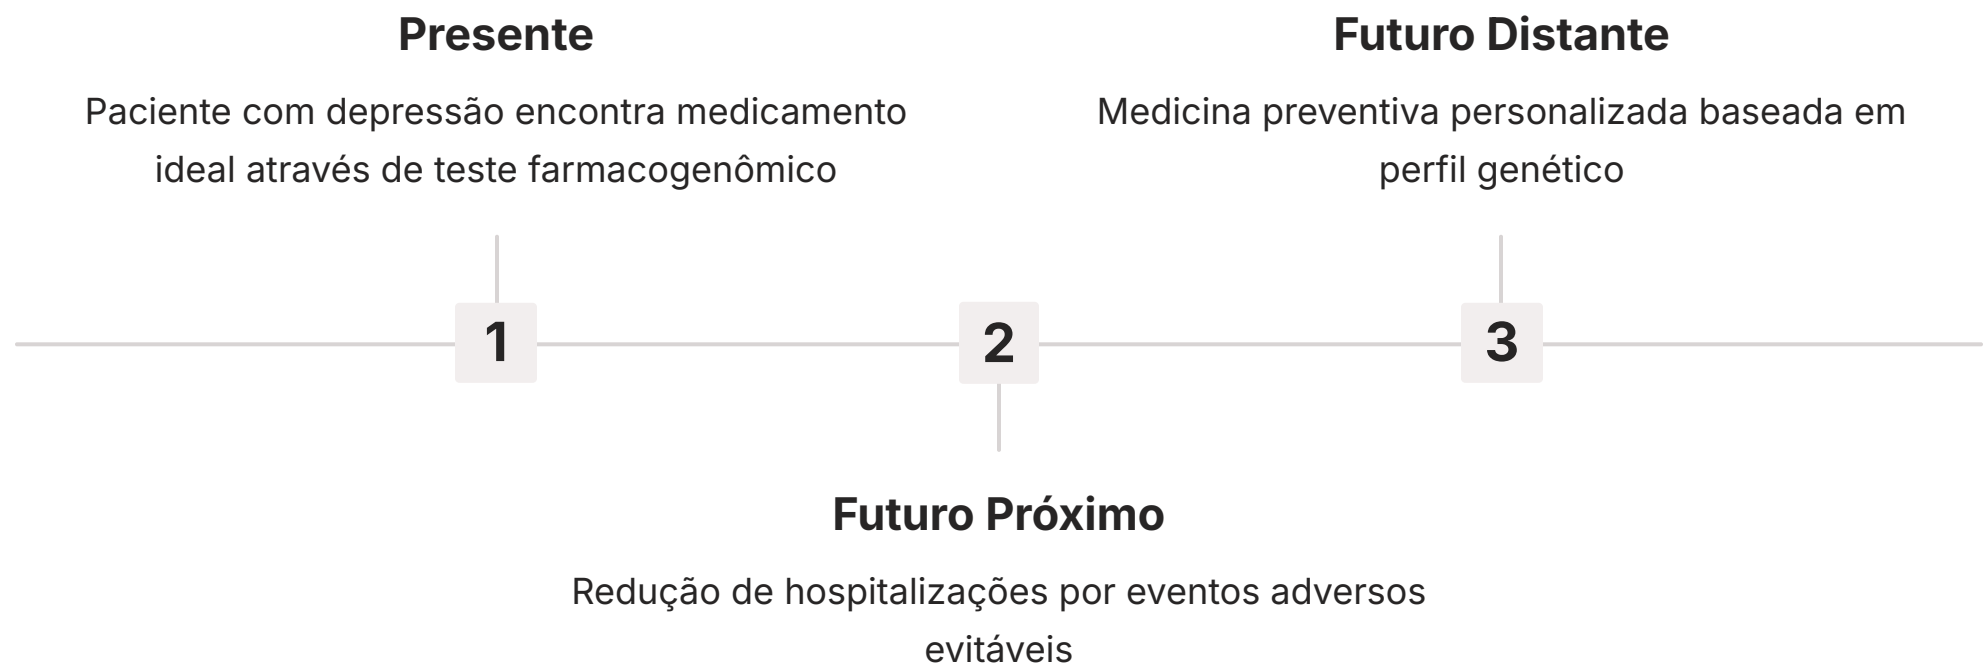 Presente
Paciente com depressão encontra medicamento
ideal através de teste farmacogenômico
1
2
Futuro Próximo
Redução de hospitalizações por eventos adversos
evitáveis
Futuro Distante
Medicina preventiva personalizada baseada em
perfil genético
3